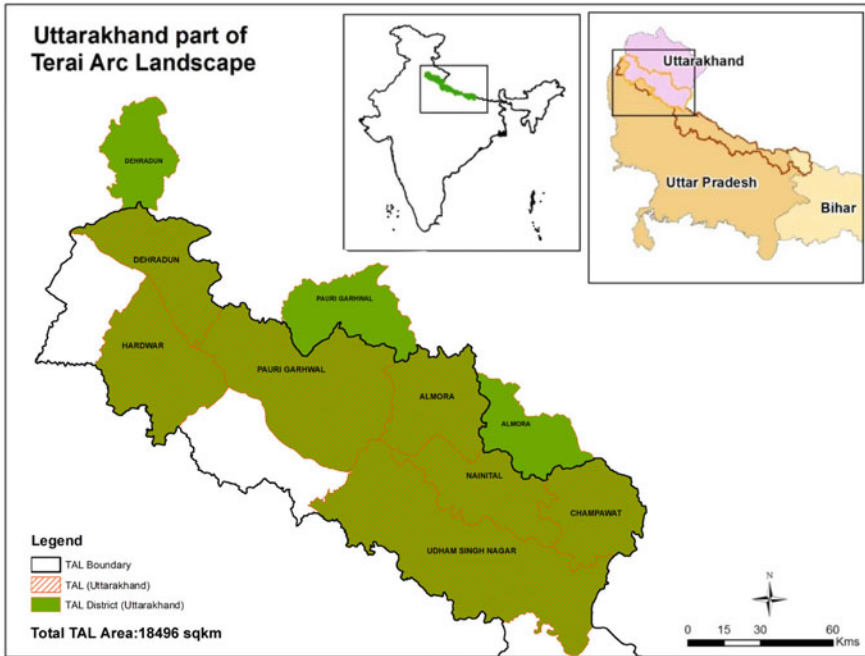 Uttarakhand part of
Terai Arc Landscape
Uttarakhand
Uttar Pradesh
Bihar
DEHRADUN
DEHRADUN
PAURI GARHWAL
HARDWAR
PAURI GARHWAL
ALMORA
ALMORA
NAINITAL
CHAMPAWAT
UDHAM SINGH NAGAR
Legend
TAL Boundary
TAL (Uttarakhand)
TAL District (Uttarakhand)
Total TAL Area:18496 sqkm
N
0 15 30 60
Kms